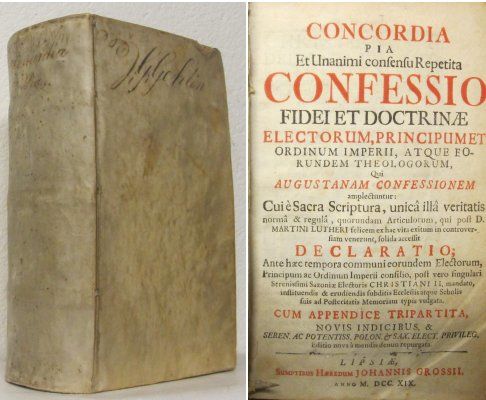 CONCORDIA
PIA
Et Unanimi consensu Repetita
CONFESSIO
FIDEI ET DOCTRINÆ
ELECTORUM, PRINCIPUM ET
ORDINUM IMPERII, ATQUE EO-
RUNDEM THEOLOGORUM,
Qui
AUGUSTANAM CONFESSIONEM
amplectuntur:
Cui è Sacra Scriptura, unicâ illâ veritatis
normâ & regulâ, quorundam Articulorum, qui post D.
MARTINI LUTHERI felicem ex hac vita exitum in controver-
siam venerunt, solida accessit
DECLARATIO;
Ante hæc tempora communi eorundem Electorum,
Principum ac Ordinum Imperii consilio, post vero singulari
Serenissimi Saxoniæ Electoris CHRISTIANI II, mandato,
instituendis & erudiendis subditis Ecclesiis atque Scholis
suis ad Posteritatis Memoriam typis vulgata.
CUM APPENDICE TRIPARTITA,
NOVIS INDICIBUS, &
SEREN. AC POTENTISS. POLON. & SAX. ELECT. PRIVILEG.
Editio nova à mendis denuo repurgata.
LIPSIÆ,
SUMPTIBUS HÆREDUM JOHANNIS GROSSII.
ANNO M. DCC. XIX.